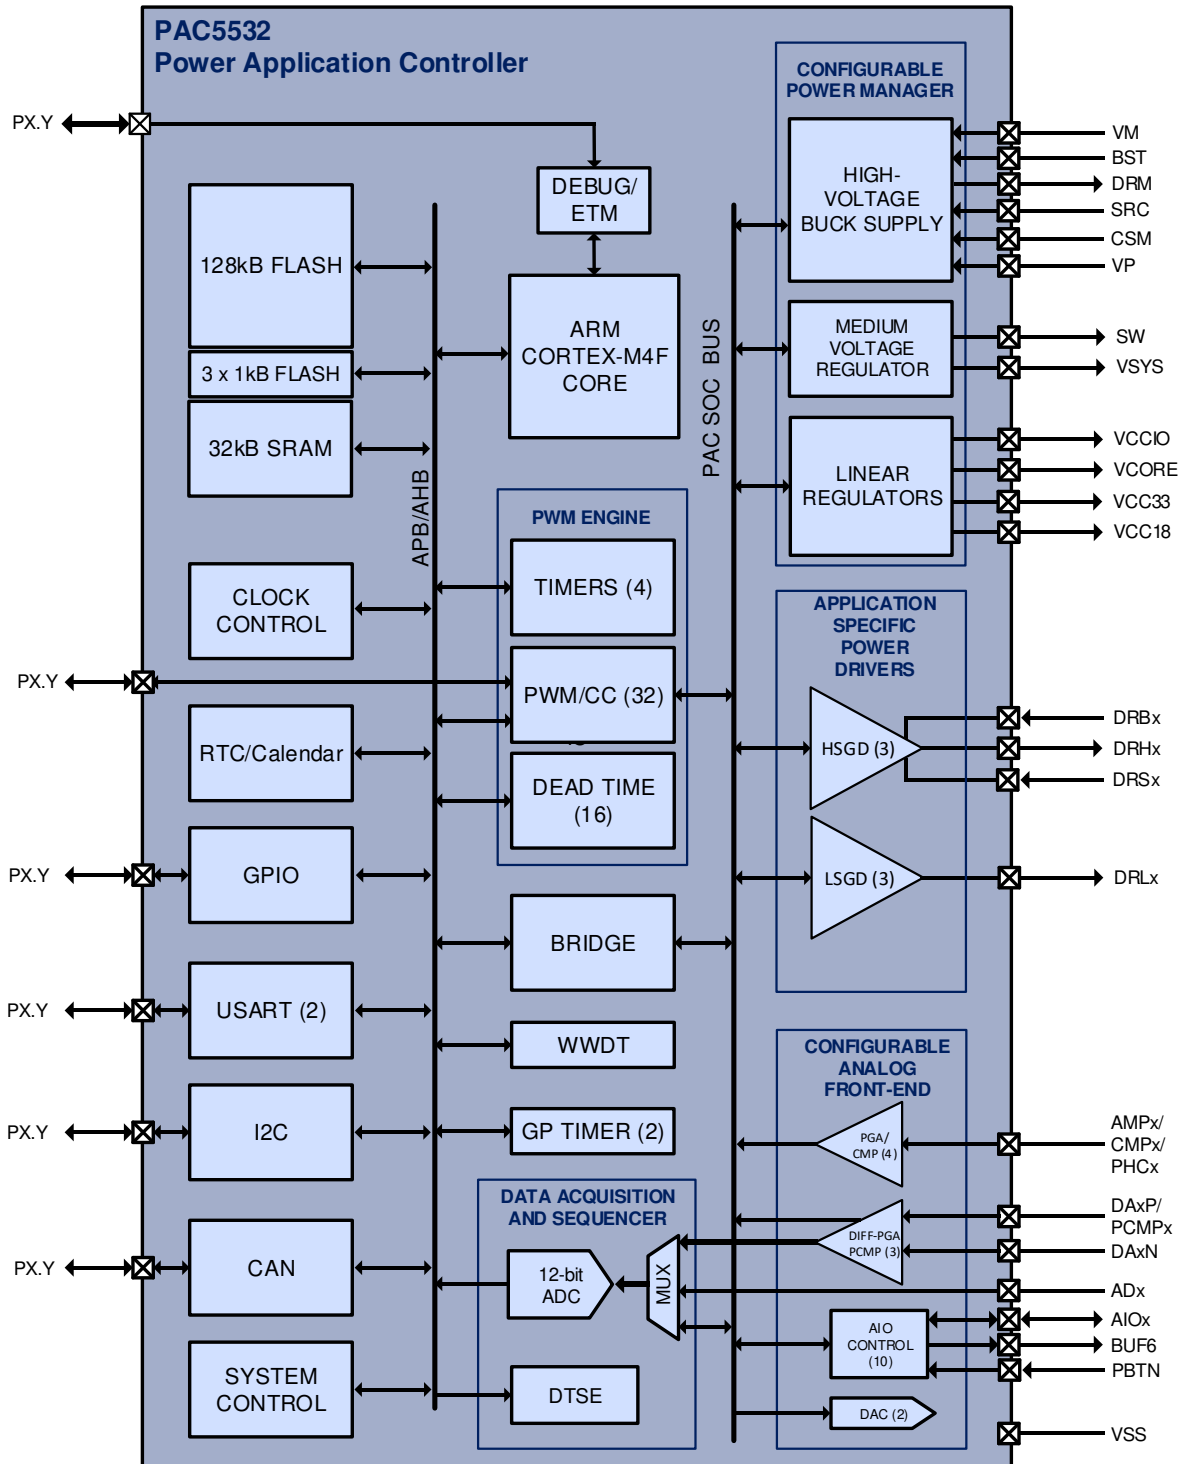 PAC5532
Power Application Controller
PX.Y
DEBUG/
ETM
128kB FLASH
3 x 1kB FLASH
32kB SRAM
ARM
CORTEX-M4F
CORE
APB/AHB
PAC SOC BUS
CLOCK
CONTROL
PX.Y
RTC/Calendar
PX.Y
GPIO
PX.Y
USART (2)
PX.Y
I2C
PX.Y
CAN
SYSTEM
CONTROL
PWM ENGINE
TIMERS (4)
PWM/CC (32)
DEAD TIME
(16)
BRIDGE
WWDT
GP TIMER (2)
DATA ACQUISITION
AND SEQUENCER
12-bit
ADC
MUX
DTSE
CONFIGURABLE
POWER MANAGER
HIGH-
VOLTAGE
BUCK SUPPLY
VM
BST
DRM
SRC
CSM
VP
MEDIUM
VOLTAGE
REGULATOR
SW
VSYS
LINEAR
REGULATORS
VCCIO
VCORE
VCC33
VCC18
APPLICATION
SPECIFIC
POWER
DRIVERS
HSGD (3)
DRBx
DRHx
DRSx
LSGD (3)
DRLx
CONFIGURABLE
ANALOG
FRONT-END
PGA/
CMP (4)
AMPx/
CMPx/
PHCx
DIFF-PGA
PCMP (3)
DAxP/
PCMPx
DAxN
ADx
AIO
CONTROL
(10)
AIOx
BUF6
PBTN
DAC (2)
VSS